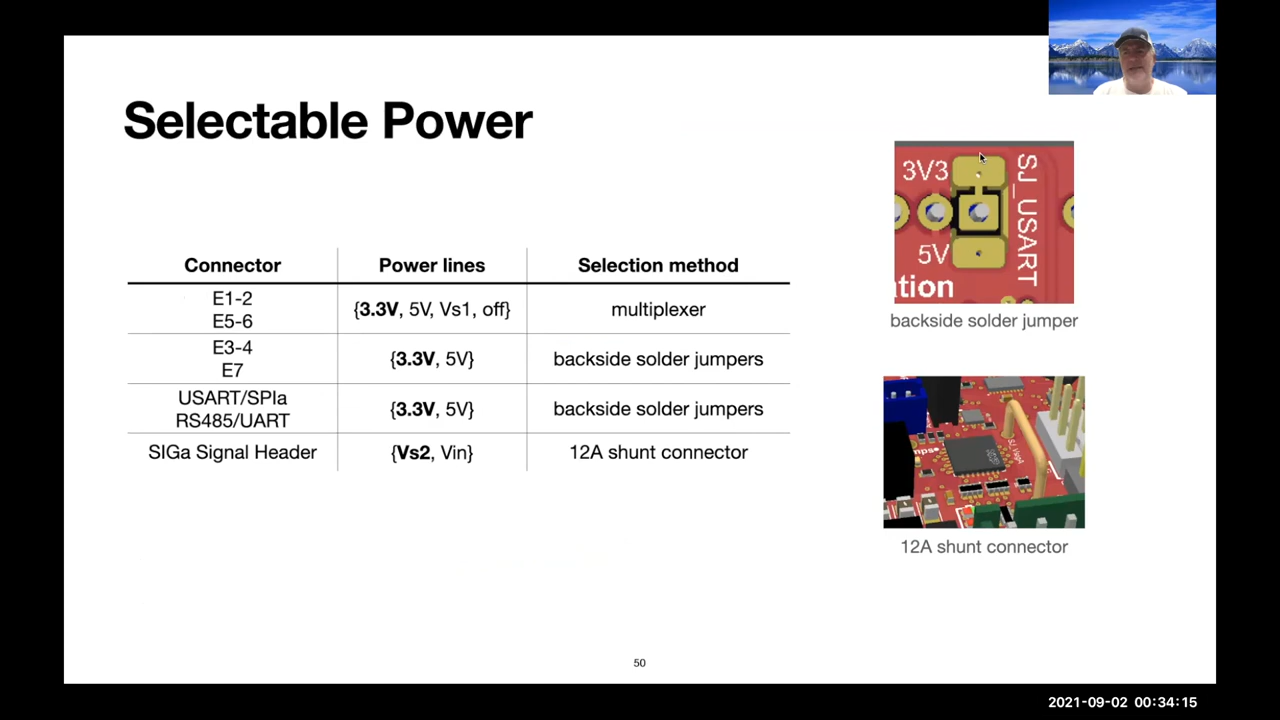 Selectable Power
Connector Power lines Selection method
E1-2
E5-6
{3.3V, 5V, Vs1, off} multiplexer
E3-4
E7
{3.3V, 5V} backside solder jumpers
USART/SPIa
RS485/UART
{3.3V, 5V} backside solder jumpers
SIGa Signal Header {Vs2, Vin} 12A shunt connector
3V3
SJ_USART
5V
tion
backside solder jumper
12A shunt connector
50
2021-09-02 00:34:15